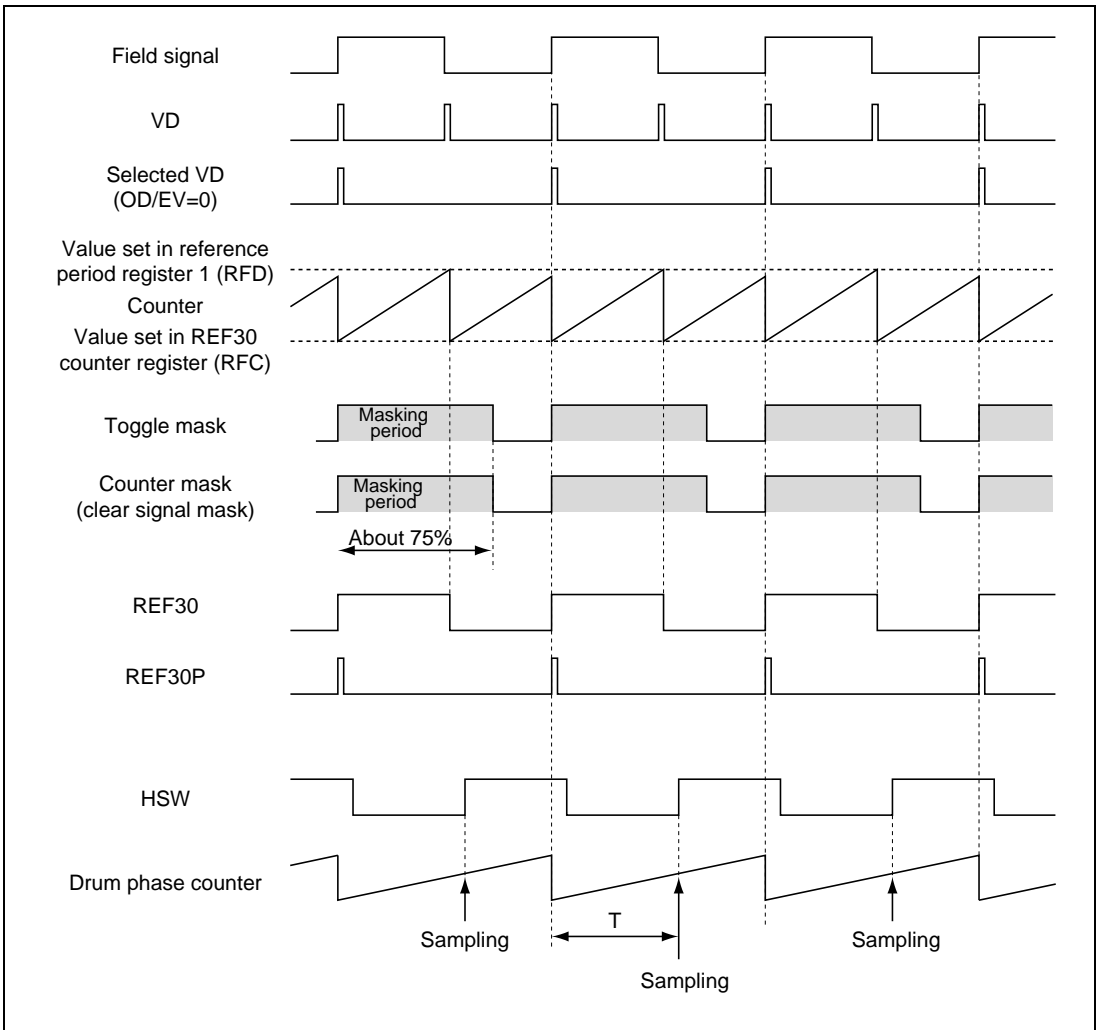 Field signal
VD
Selected VD
(OD/EV=0)
Value set in reference
period register 1 (RFD)
Counter
Value set in REF30
counter register (RFC)
Toggle mask
Masking
period
Counter mask
(clear signal mask)
Masking
period
About 75%
REF30
REF30P
HSW
Drum phase counter
Sampling
T
Sampling
Sampling